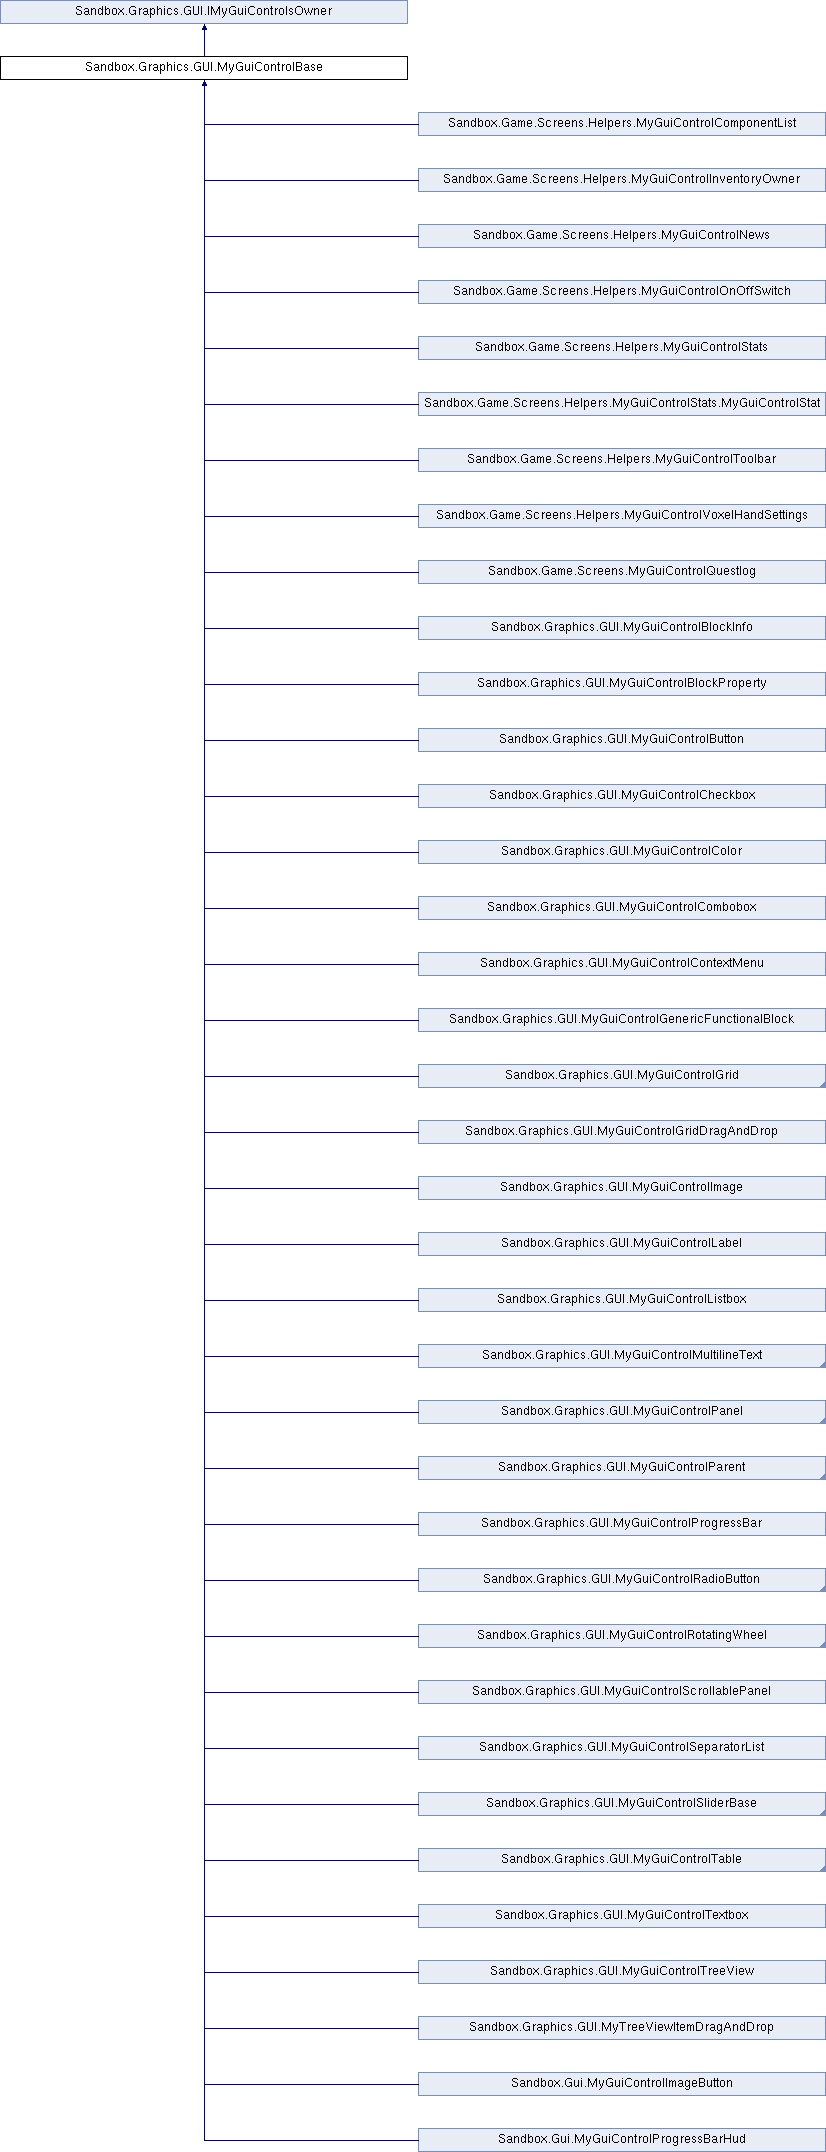 Sandbox.Graphics.GUI.IMyGuiControlsOwner
Sandbox.Graphics.GUI.MyGuiControlBase
Sandbox.Game.Screens.Helpers.MyGuiControlComponentList
Sandbox.Game.Screens.Helpers.MyGuiControlInventoryOwner
Sandbox.Game.Screens.Helpers.MyGuiControlNews
Sandbox.Game.Screens.Helpers.MyGuiControlOnOffSwitch
Sandbox.Game.Screens.Helpers.MyGuiControlStats
Sandbox.Game.Screens.Helpers.MyGuiControlStats.MyGuiControlStat
Sandbox.Game.Screens.Helpers.MyGuiControlToolbar
Sandbox.Game.Screens.Helpers.MyGuiControlVoxelHandSettings
Sandbox.Game.Screens.MyGuiControlQuestlog
Sandbox.Graphics.GUI.MyGuiControlBlockInfo
Sandbox.Graphics.GUI.MyGuiControlBlockProperty
Sandbox.Graphics.GUI.MyGuiControlButton
Sandbox.Graphics.GUI.MyGuiControlCheckbox
Sandbox.Graphics.GUI.MyGuiControlColor
Sandbox.Graphics.GUI.MyGuiControlCombobox
Sandbox.Graphics.GUI.MyGuiControlContextMenu
Sandbox.Graphics.GUI.MyGuiControlGenericFunctionalBlock
Sandbox.Graphics.GUI.MyGuiControlGrid
Sandbox.Graphics.GUI.MyGuiControlGridDragAndDrop
Sandbox.Graphics.GUI.MyGuiControlImage
Sandbox.Graphics.GUI.MyGuiControlLabel
Sandbox.Graphics.GUI.MyGuiControlListbox
Sandbox.Graphics.GUI.MyGuiControlMultilineText
Sandbox.Graphics.GUI.MyGuiControlPanel
Sandbox.Graphics.GUI.MyGuiControlParent
Sandbox.Graphics.GUI.MyGuiControlProgressBar
Sandbox.Graphics.GUI.MyGuiControlRadioButton
Sandbox.Graphics.GUI.MyGuiControlRotatingWheel
Sandbox.Graphics.GUI.MyGuiControlScrollablePanel
Sandbox.Graphics.GUI.MyGuiControlSeparatorList
Sandbox.Graphics.GUI.MyGuiControlSliderBase
Sandbox.Graphics.GUI.MyGuiControlTable
Sandbox.Graphics.GUI.MyGuiControlTextbox
Sandbox.Graphics.GUI.MyGuiControlTreeView
Sandbox.Graphics.GUI.MyTreeViewItemDragAndDrop
Sandbox.Gui.MyGuiControlImageButton
Sandbox.Gui.MyGuiControlProgressBarHud